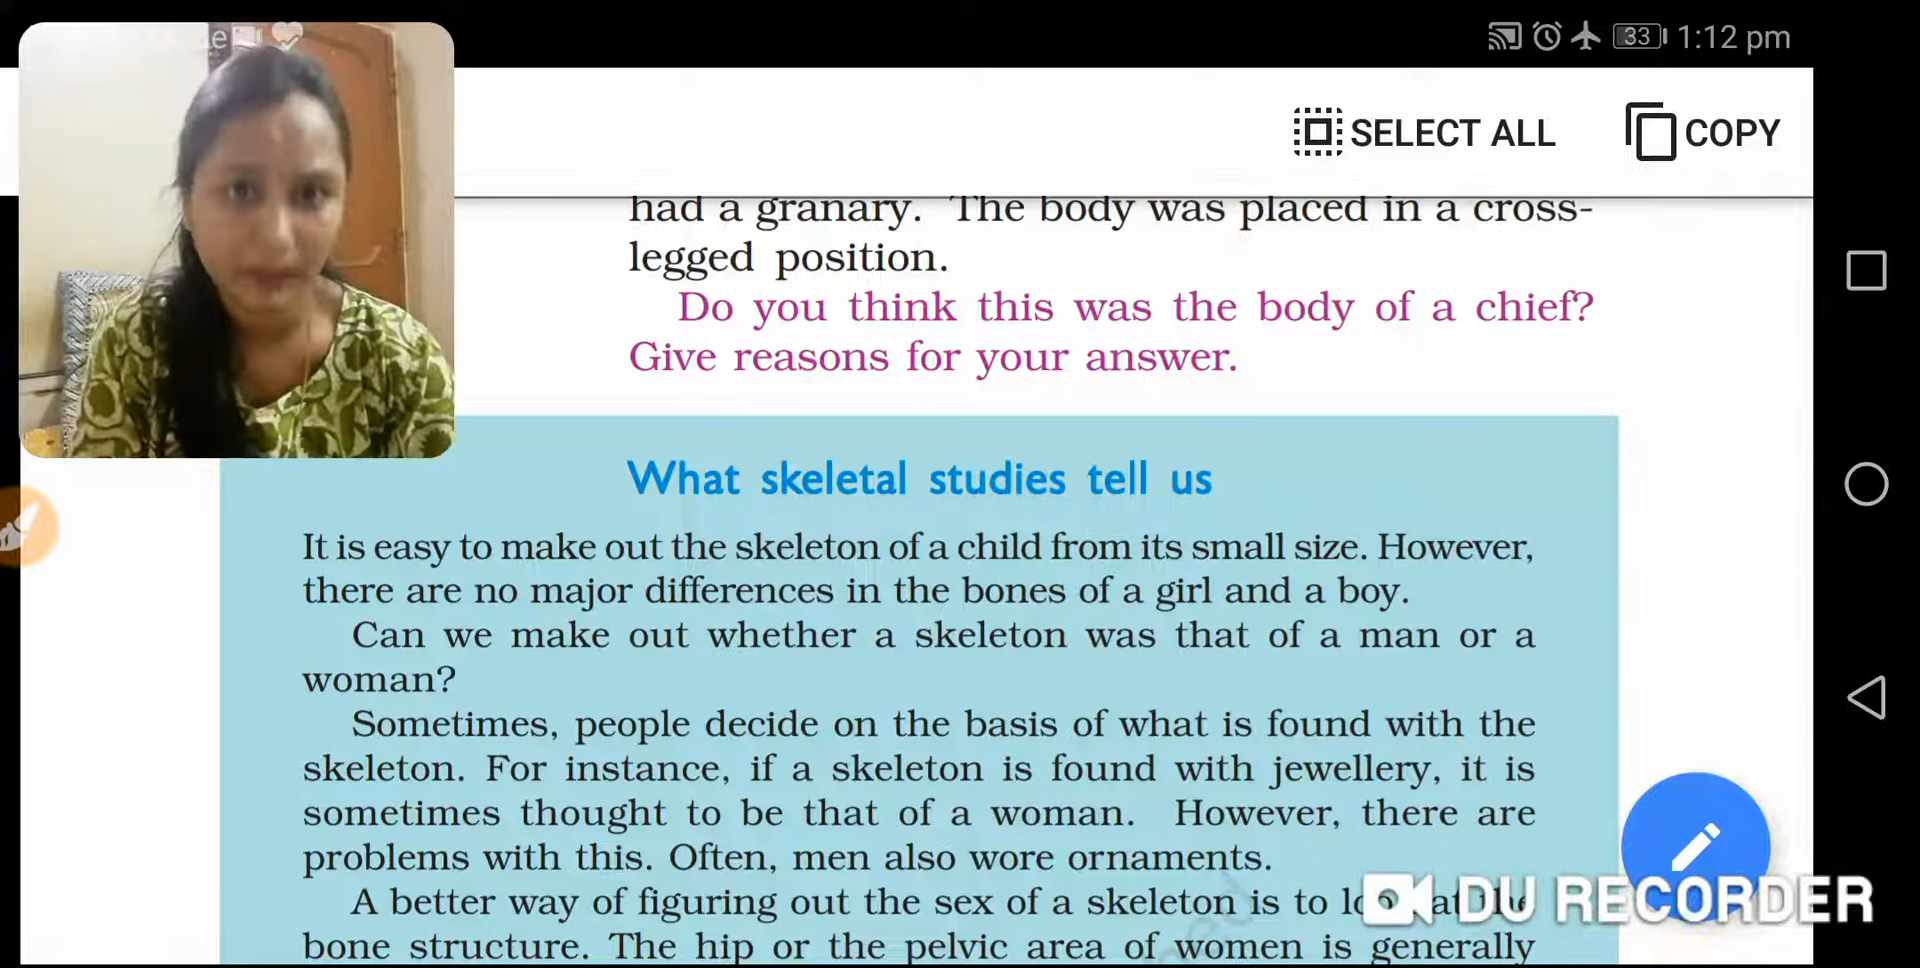 33 1:12 pm
SELECT ALL COPY
had a granary. The body was placed in a cross-
legged position.
Do you think this was the body of a chief?
Give reasons for your answer.
What skeletal studies tell us
It is easy to make out the skeleton of a child from its small size. However,
there are no major differences in the bones of a girl and a boy.
Can we make out whether a skeleton was that of a man or a
woman?
Sometimes, people decide on the basis of what is found with the
skeleton. For instance, if a skeleton is found with jewellery, it is
sometimes thought to be that of a woman. However, there are
problems with this. Often, men also wore ornaments.
A better way of figuring out the sex of a skeleton is to look at the
bone structure. The hip or the pelvic area of women is generally
DU RECORDER